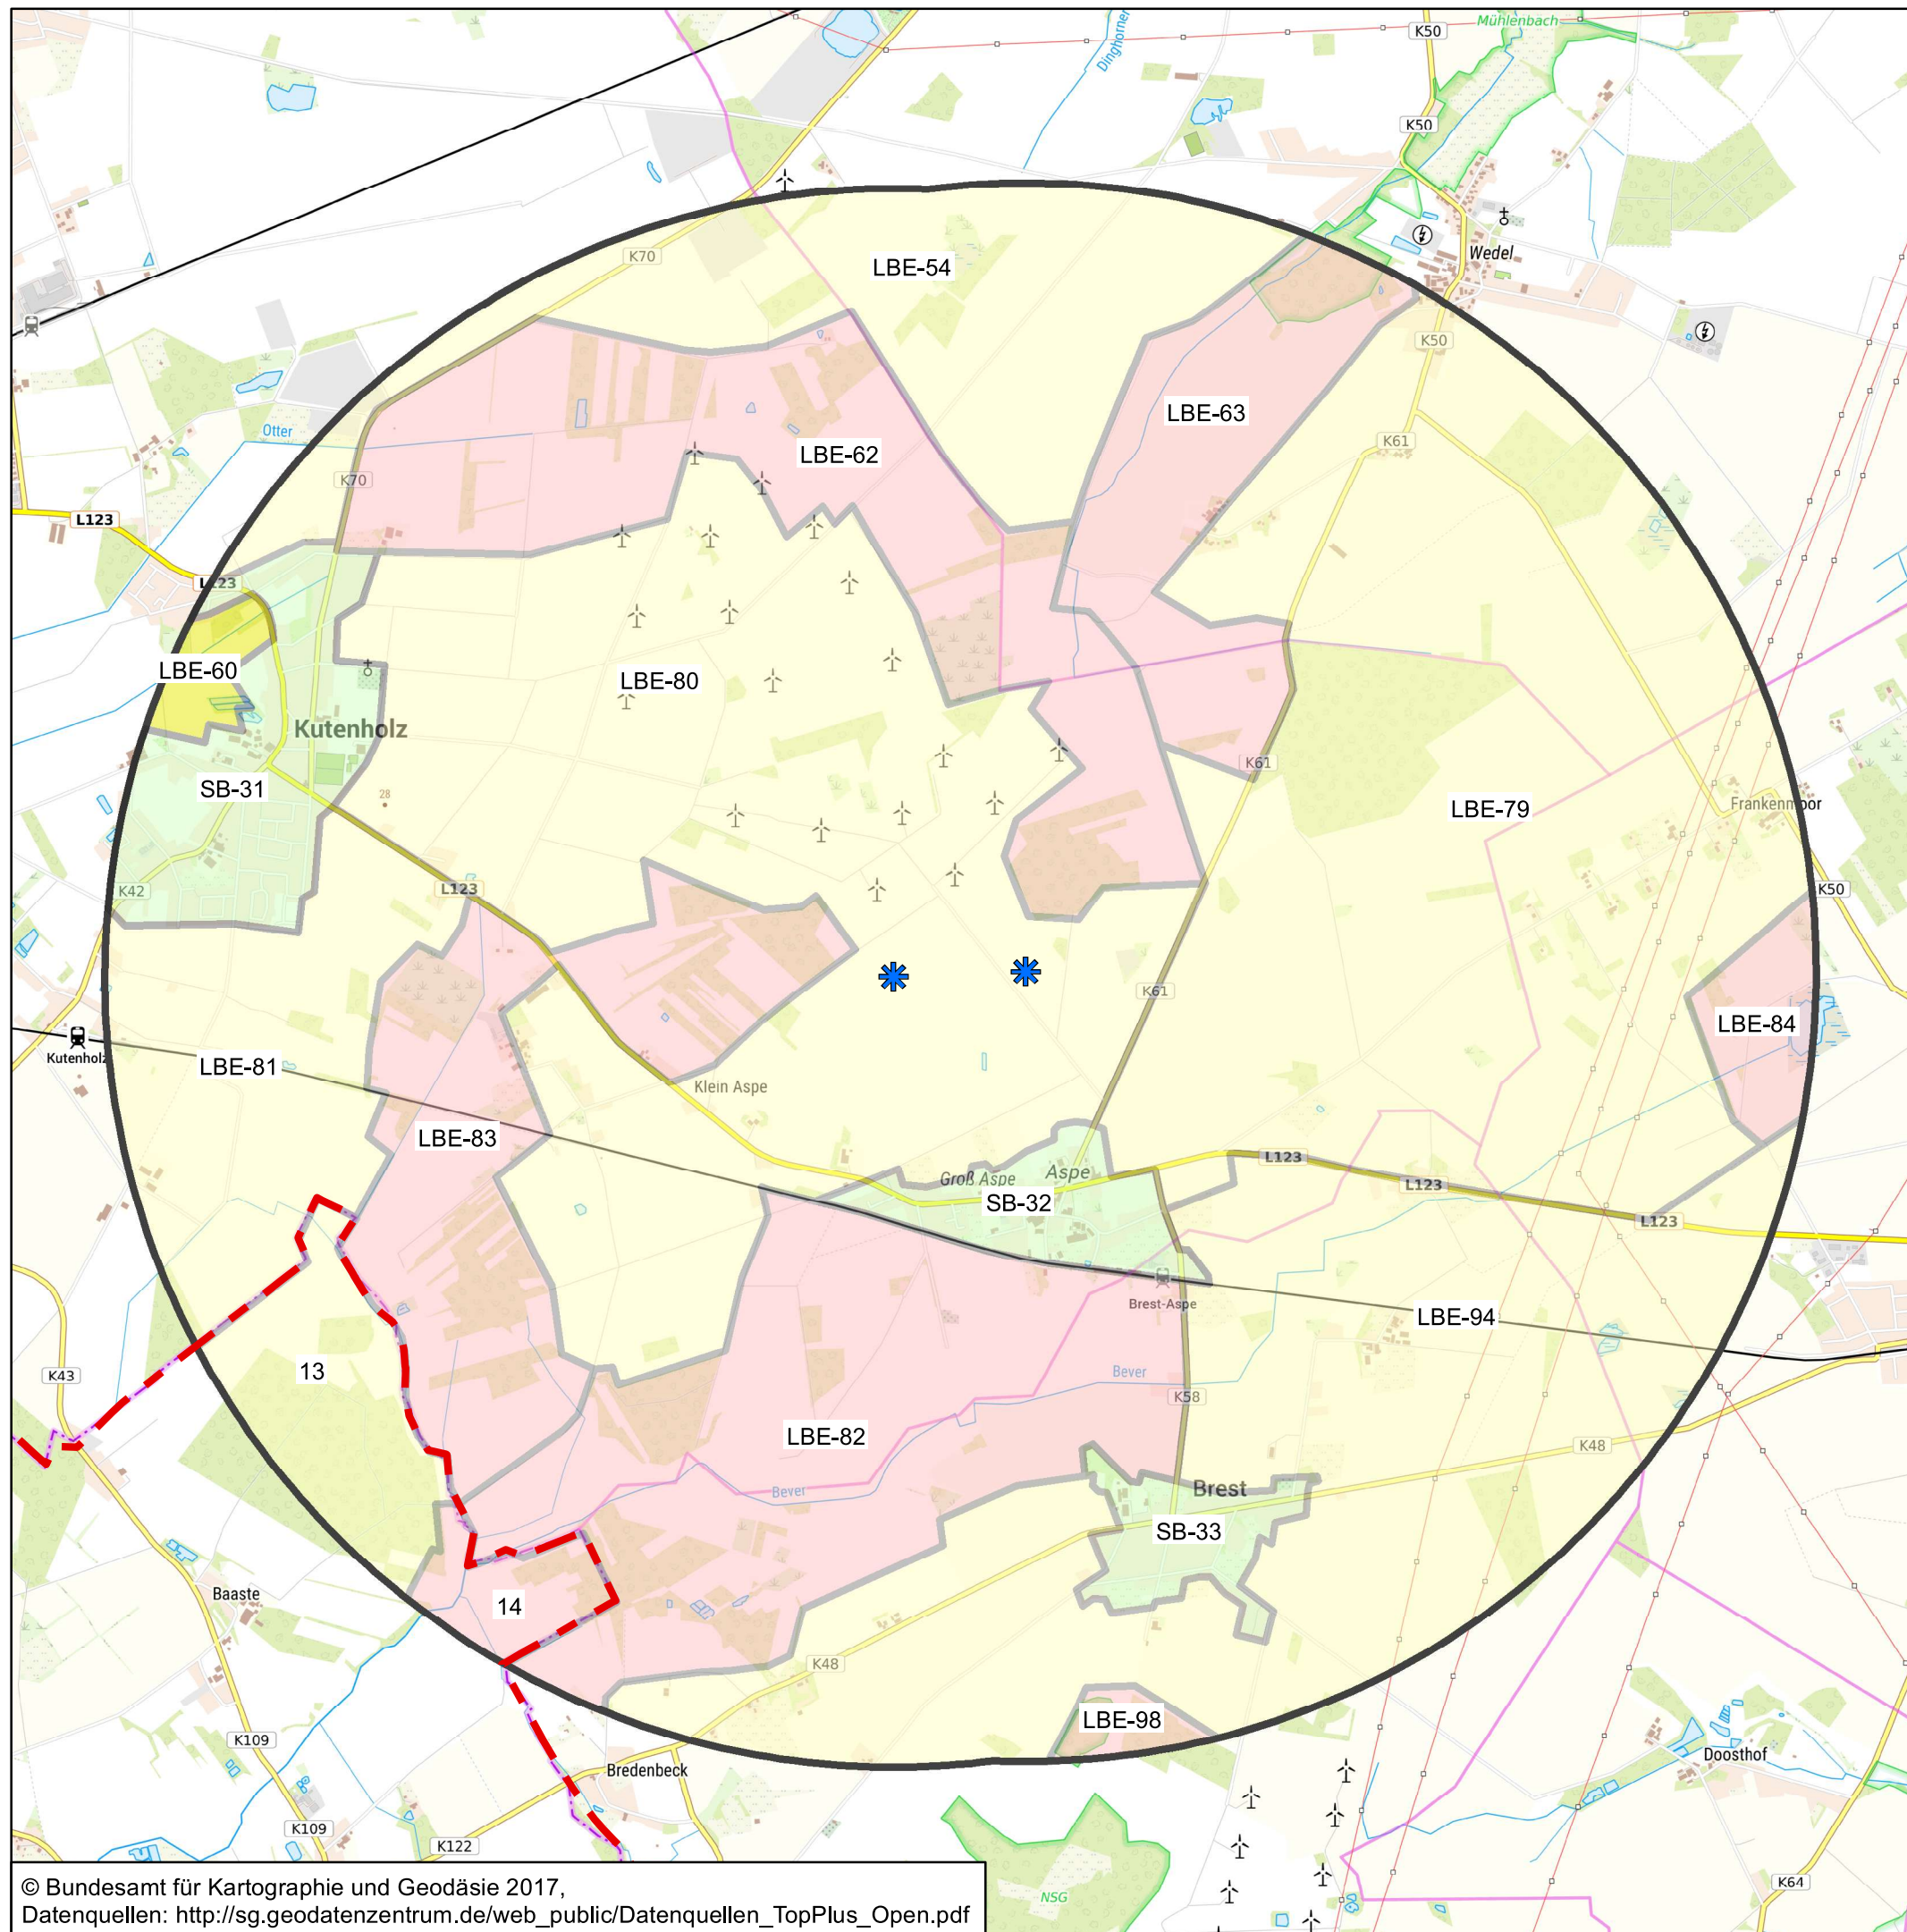 Mühlenbach
K50
Dinghorner
K50
K70
LBE-54
Wedel
K50
LBE-63
Otter
K61
LBE-62
K70
L123
L123
LBE-60
LBE-80
Kutenholz
K61
SB-31
28
LBE-79
Frankenmoor
K42
L123
K50
K61
LBE-84
Kutenholz
LBE-81
Klein Aspe
LBE-83
L123
Groß Aspe
Aspe
L123
SB-32
L123
Brest-Aspe
LBE-94
13
K43
Bever
K58
LBE-82
K48
Bever
Brest
SB-33
Baaste
14
K48
LBE-98
K109
Doosthof
Bredenbeck
K109
K122
K64
NSG
© Bundesamt für Kartographie und Geodäsie 2017,
Datenquellen: http://sg.geodatenzentrum.de/web_public/Datenquellen_TopPlus_Open.pdf